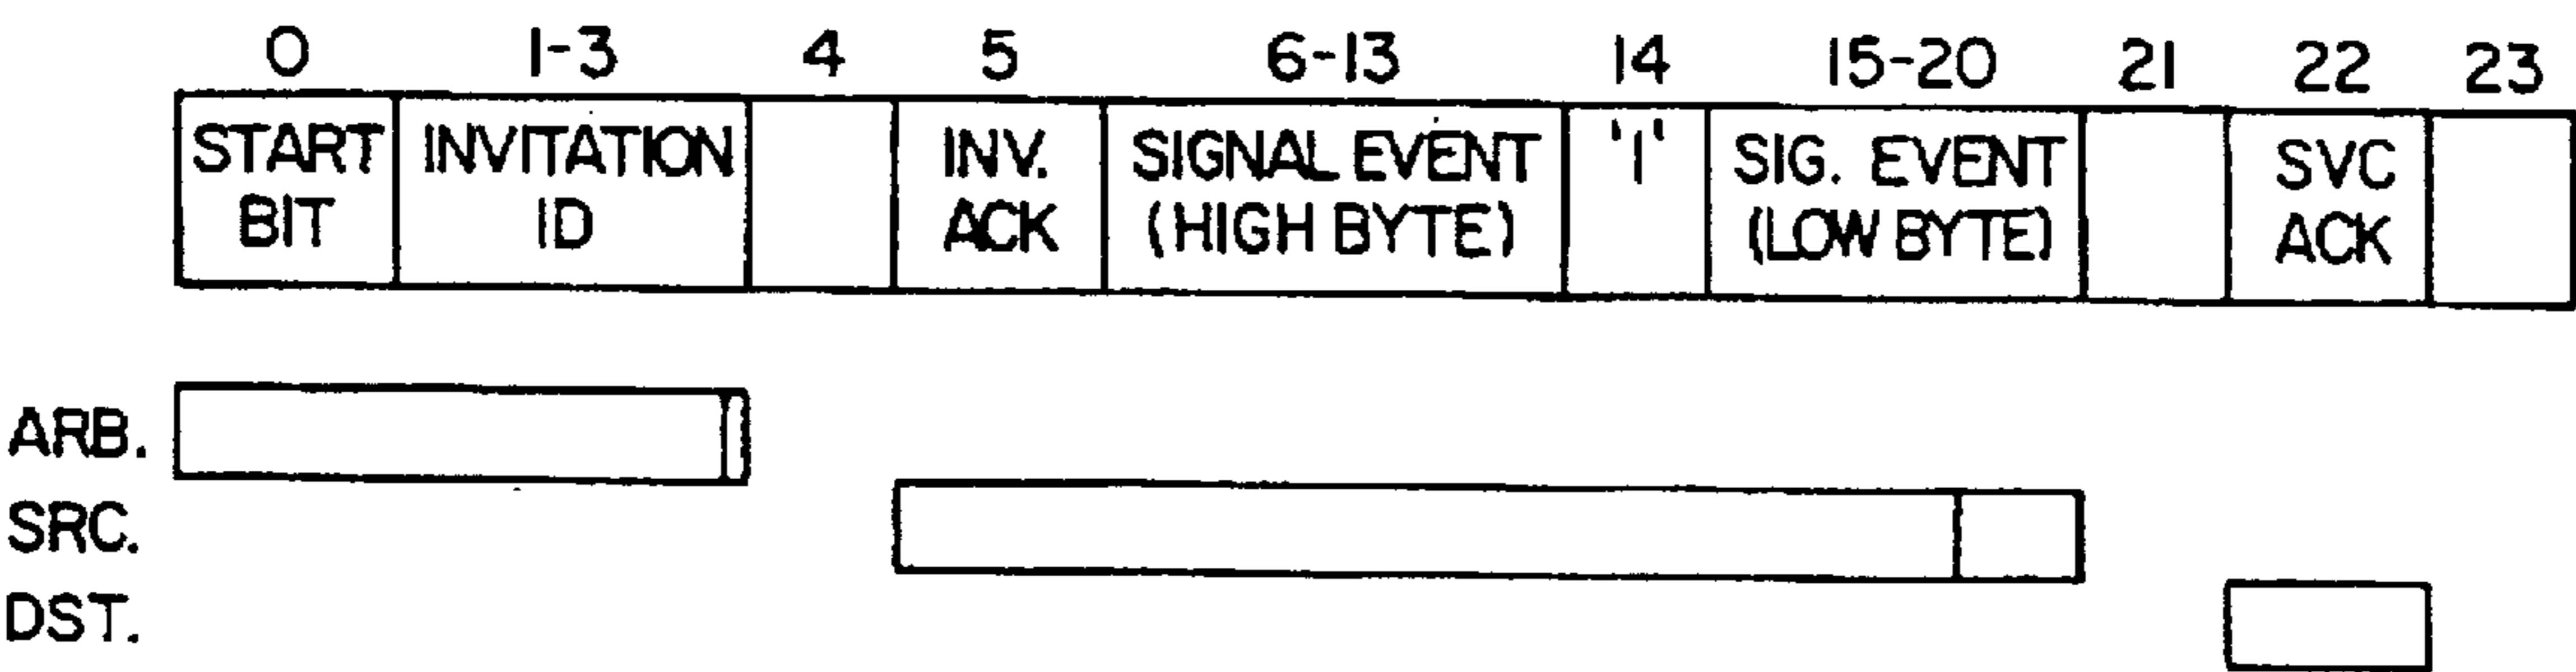 0 1-3 4 5 6-13 14 15-20 21 22 23
START INVITATION INV. SIGNAL EVENT '1' SIG. EVENT SVC
BIT ID ACK (HIGH BYTE) (LOW BYTE) ACK
ARB.
SRC.
DST.